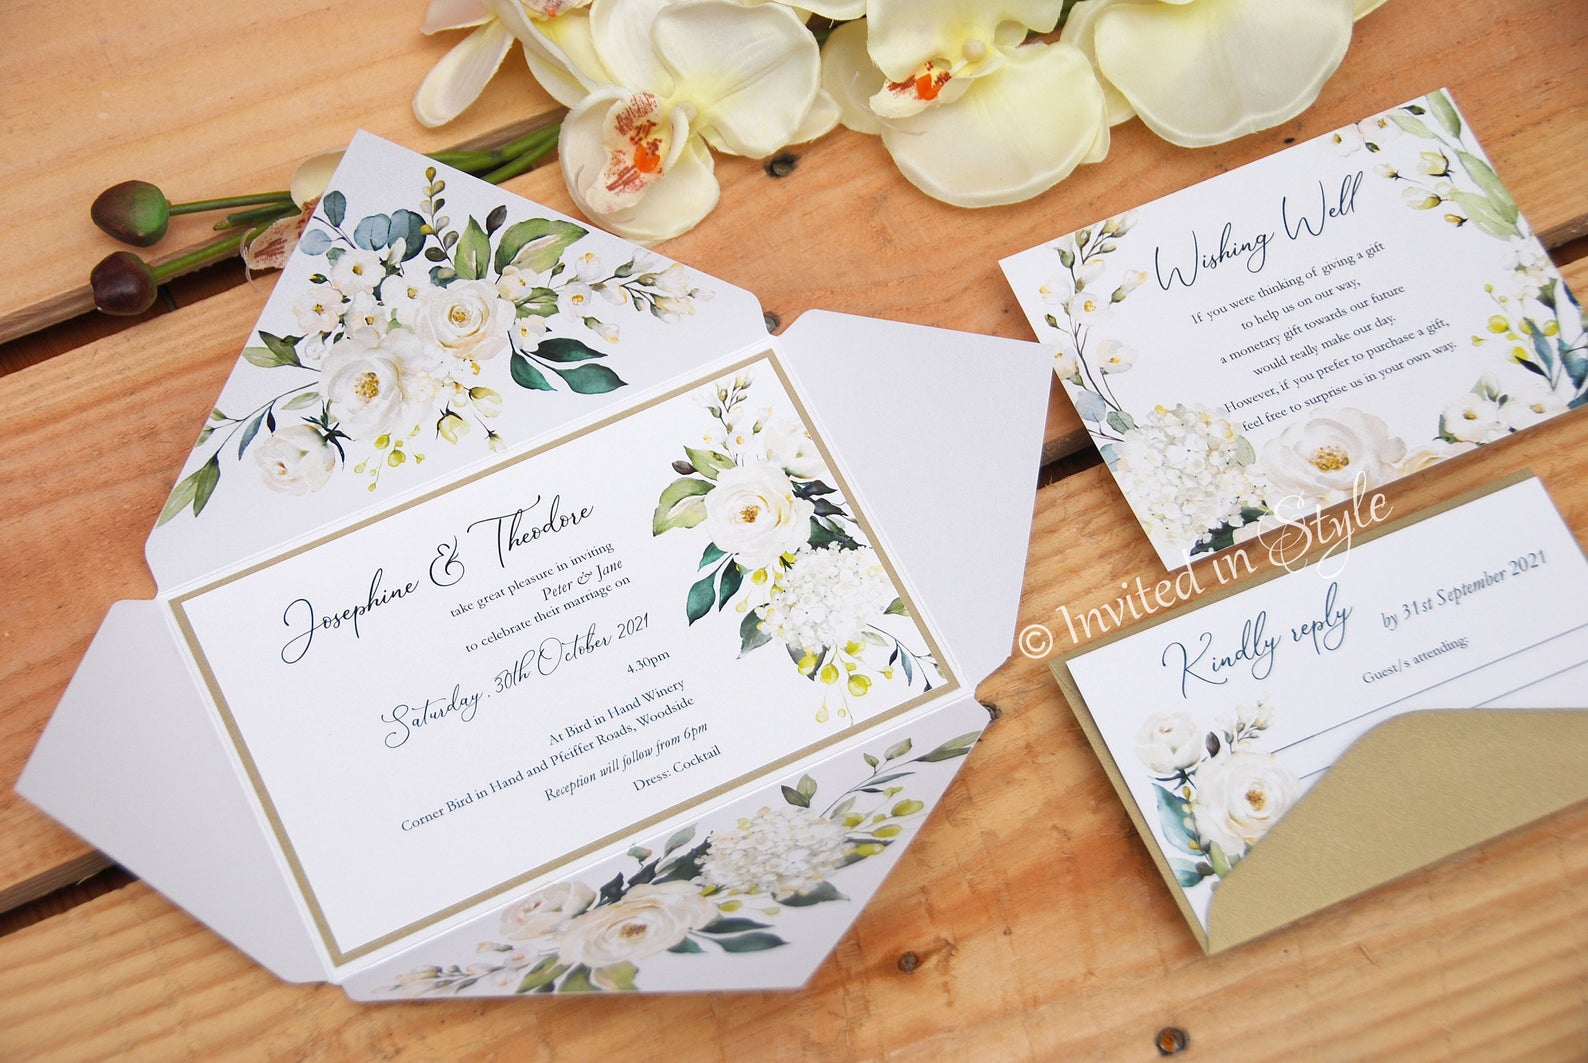 Josephine & Theodore
take great pleasure in inviting
Peter & Jane
to celebrate their marriage on
Saturday, 30th October 2021
4.30pm
At Bird in Hand Winery
Corner Bird in Hand and Pfeiffer Roads, Woodside
Reception will follow from 6pm
Dress: Cocktail
Wishing Well
If you were thinking of giving a gift
to help us on our way,
a monetary gift towards our future
would really make our day.
However, if you prefer to purchase a gift,
feel free to surprise us in your own way.
© Invited in Style
Kindly reply by 31st September 2021
Guest/s attending: